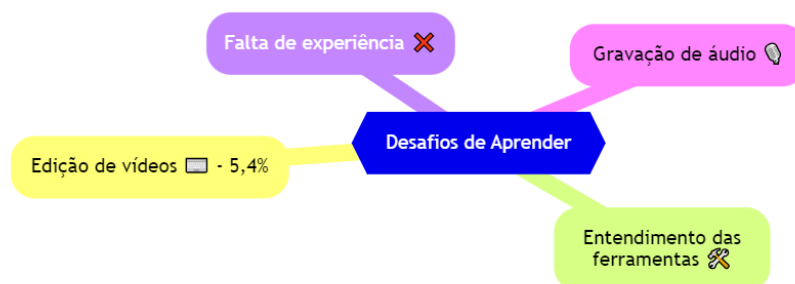 Falta de experiência ❌
Gravação de áudio 🎙️
Desafios de Aprender
Edição de vídeos ⌨️ - 5,4%
Entendimento das
ferramentas 🛠️